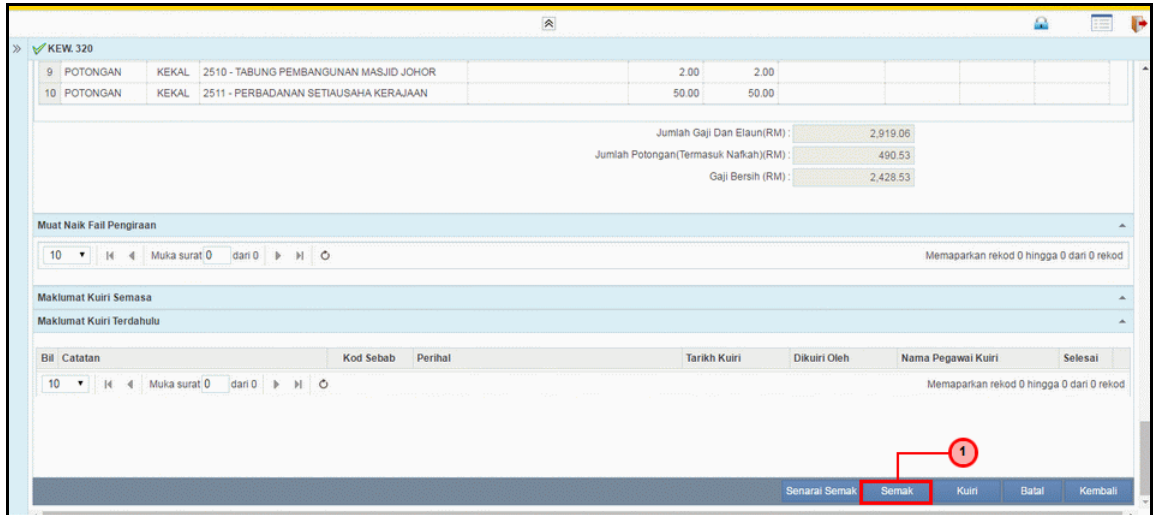 KEW. 320
9 POTONGAN KEKAL 2510 - TABUNG PEMBANGUNAN MASJID JOHOR 2.00 2.00
10 POTONGAN KEKAL 2511 - PERBADANAN SETIAUSAHA KERAJAAN 50.00 50.00
Jumlah Gaji Dan Elaun(RM) : 2,919.06
Jumlah Potongan(Termasuk Nafkah)(RM) : 490.53
Gaji Bersih (RM) : 2,428.53
Muat Naik Fail Pengiraan
10 Muka surat 0 dari 0 Memaparkan rekod 0 hingga 0 dari 0 rekod
Maklumat Kuiri Semasa
Maklumat Kuiri Terdahulu
Bil Catatan Kod Sebab Perihal Tarikh Kuiri Dikuiri Oleh Nama Pegawai Kuiri Selesai
10 Muka surat 0 dari 0 Memaparkan rekod 0 hingga 0 dari 0 rekod
1
Senarai Semak Semak Kuiri Batal Kembali